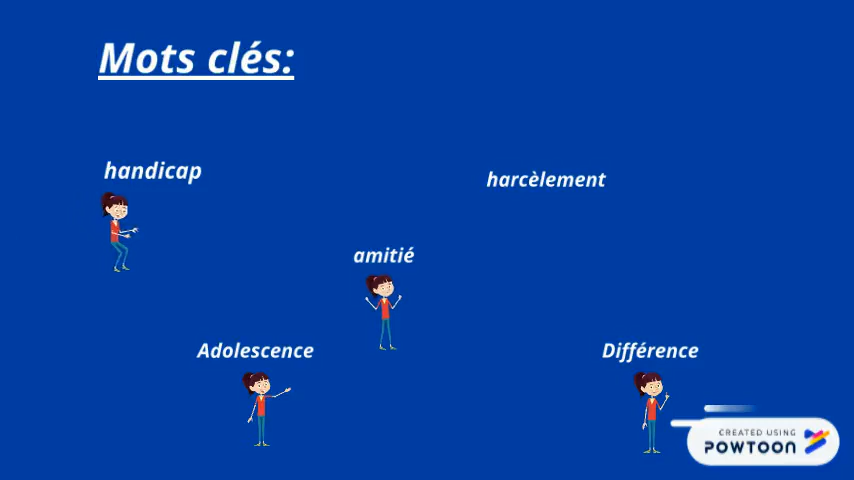 Mots clés:
handicap
harcèlement
amitié
Adolescence
Différence
CREATED USING
POWTOON